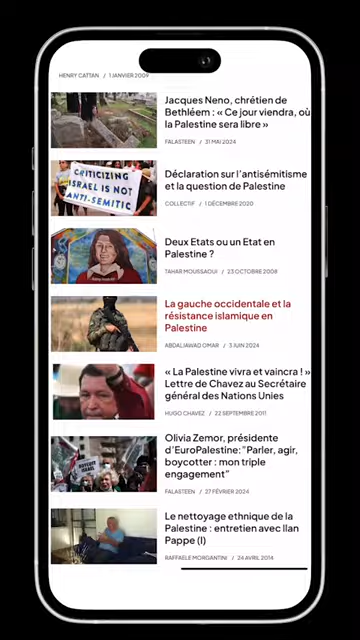 HENRY CATTAN / 1 JANVIER 2009
Jacques Neno, chrétien de
Bethléem : « Ce jour viendra, où
la Palestine sera libre »
FALASTEEN / 31 MAI 2024
CRITICIZING
ISRAEL IS NOT
ANTI-SEMITIC
Déclaration sur l'antisémitisme
et la question de Palestine
COLLECTIF / 1 DÉCEMBRE 2020
Deux Etats ou un Etat en
Palestine ?
TAHAR MOUSSAOUI / 23 OCTOBRE 2008
La gauche occidentale et la
résistance islamique en
Palestine
ABDALJAWAD OMAR / 3 JUIN 2024
« La Palestine vivra et vaincra ! »
Lettre de Chavez au Secrétaire
général des Nations Unies
HUGO CHAVEZ / 22 SEPTEMBRE 2011
BOYCOTT
ISRAEL
Olivia Zemor, présidente
d'EuroPalestine:"Parler, agir,
boycotter : mon triple
engagement"
FALASTEEN / 27 FÉVRIER 2024
Le nettoyage ethnique de la
Palestine : entretien avec Ilan
Pappe (I)
RAFFAELE MORGANTINI / 24 AVRIL 2014